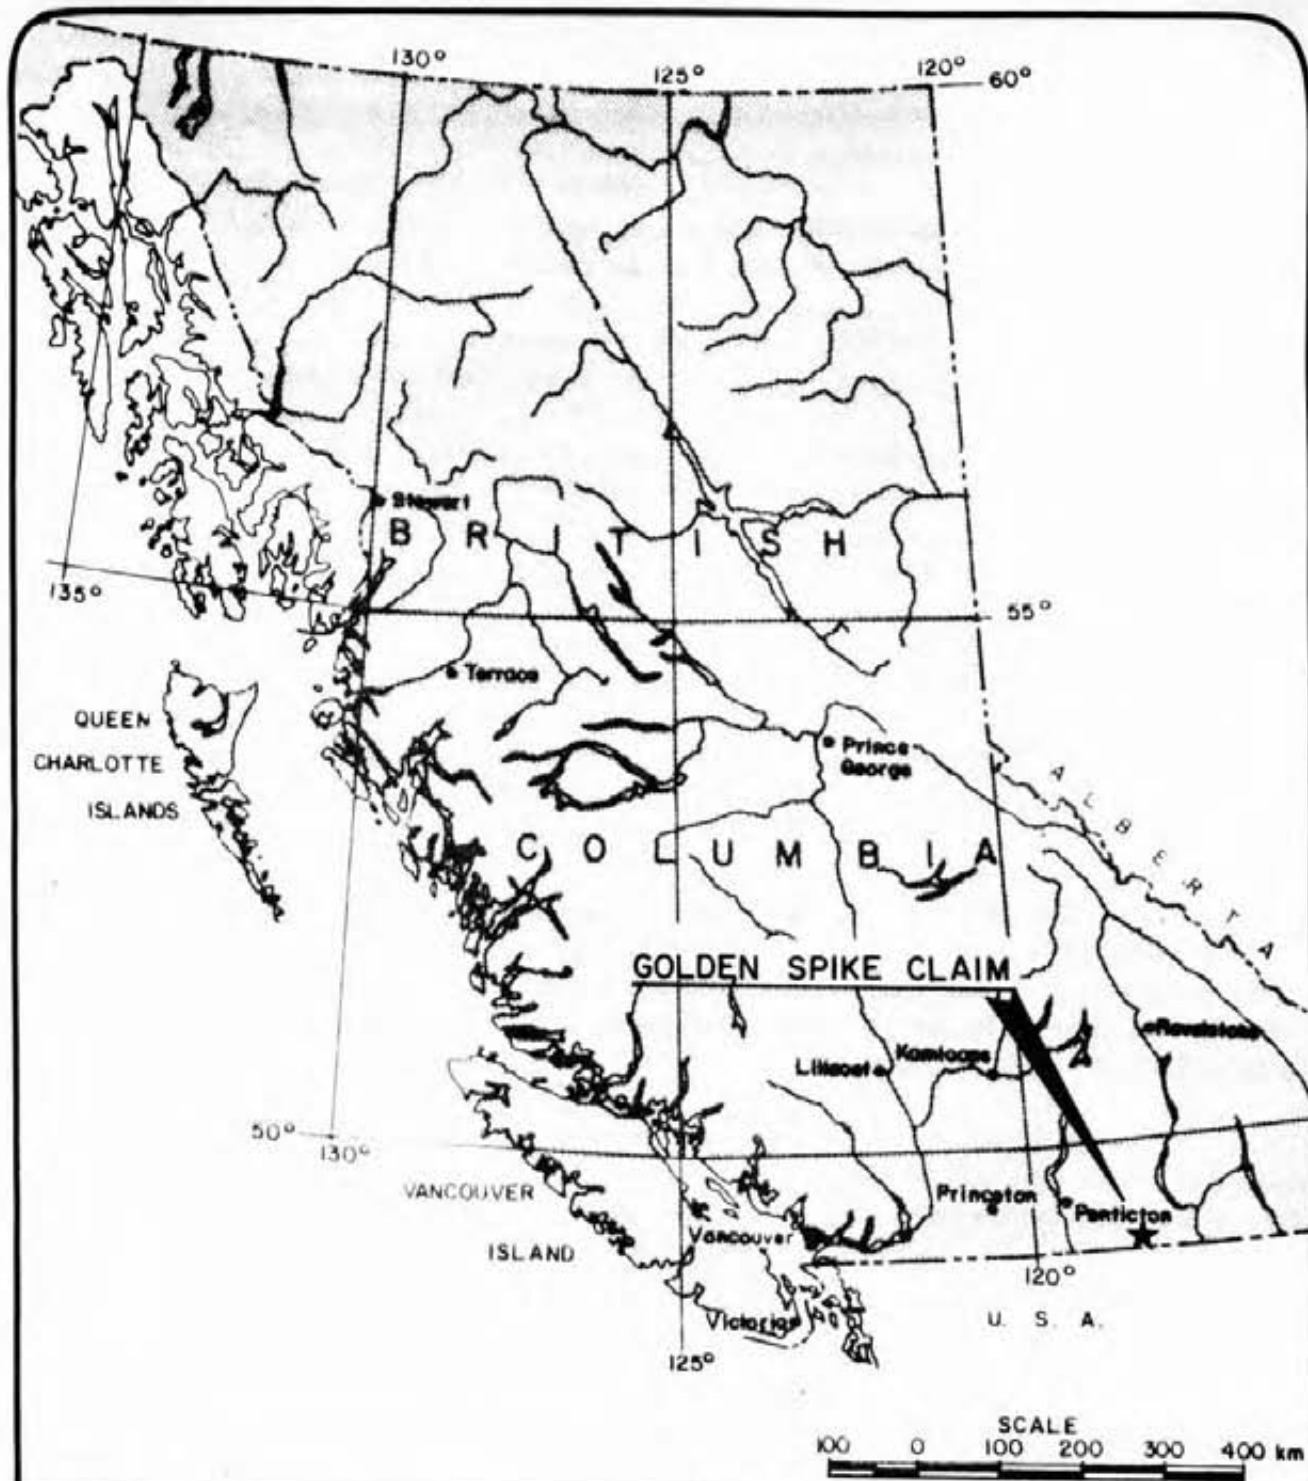 130°
125°
120°
60°
Stewart
BRITISH
135°
55°
Terrace
QUEEN
CHARLOTTE
ISLANDS
Prince
George
ALBERTA
COLUMBIA
GOLDEN SPIKE CLAIM
Revelstoke
Kamloops
Lillooet
50°
130°
VANCOUVER
ISLAND
Princeton
Penticton
Vancouver
120°
U. S. A.
Victoria
125°
SCALE
100 0 100 200 300 400 km